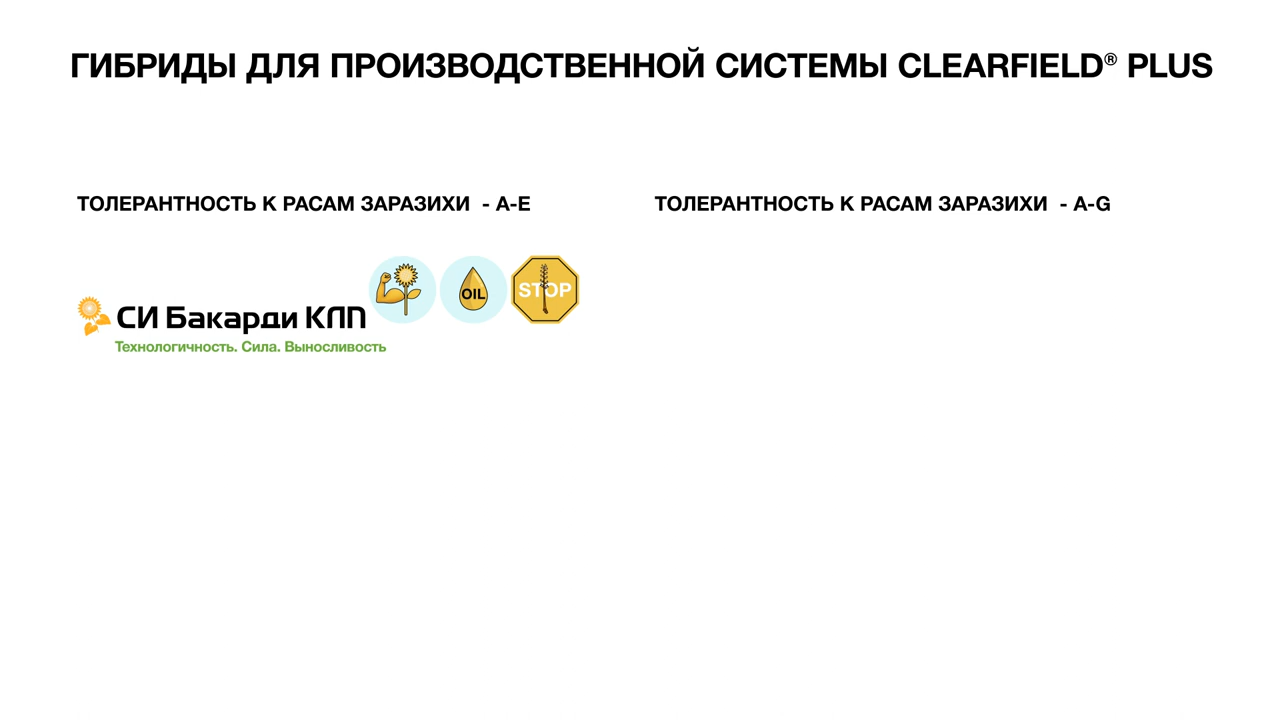 ГИБРИДЫ ДЛЯ ПРОИЗВОДСТВЕННОЙ СИСТЕМЫ CLEARFIELD® PLUS
ТОЛЕРАНТНОСТЬ К РАСАМ ЗАРАЗИХИ - A-E
ТОЛЕРАНТНОСТЬ К РАСАМ ЗАРАЗИХИ - A-G
OIL
STOP
СИ Бакарди КЛП
Технологичность. Сила. Выносливость